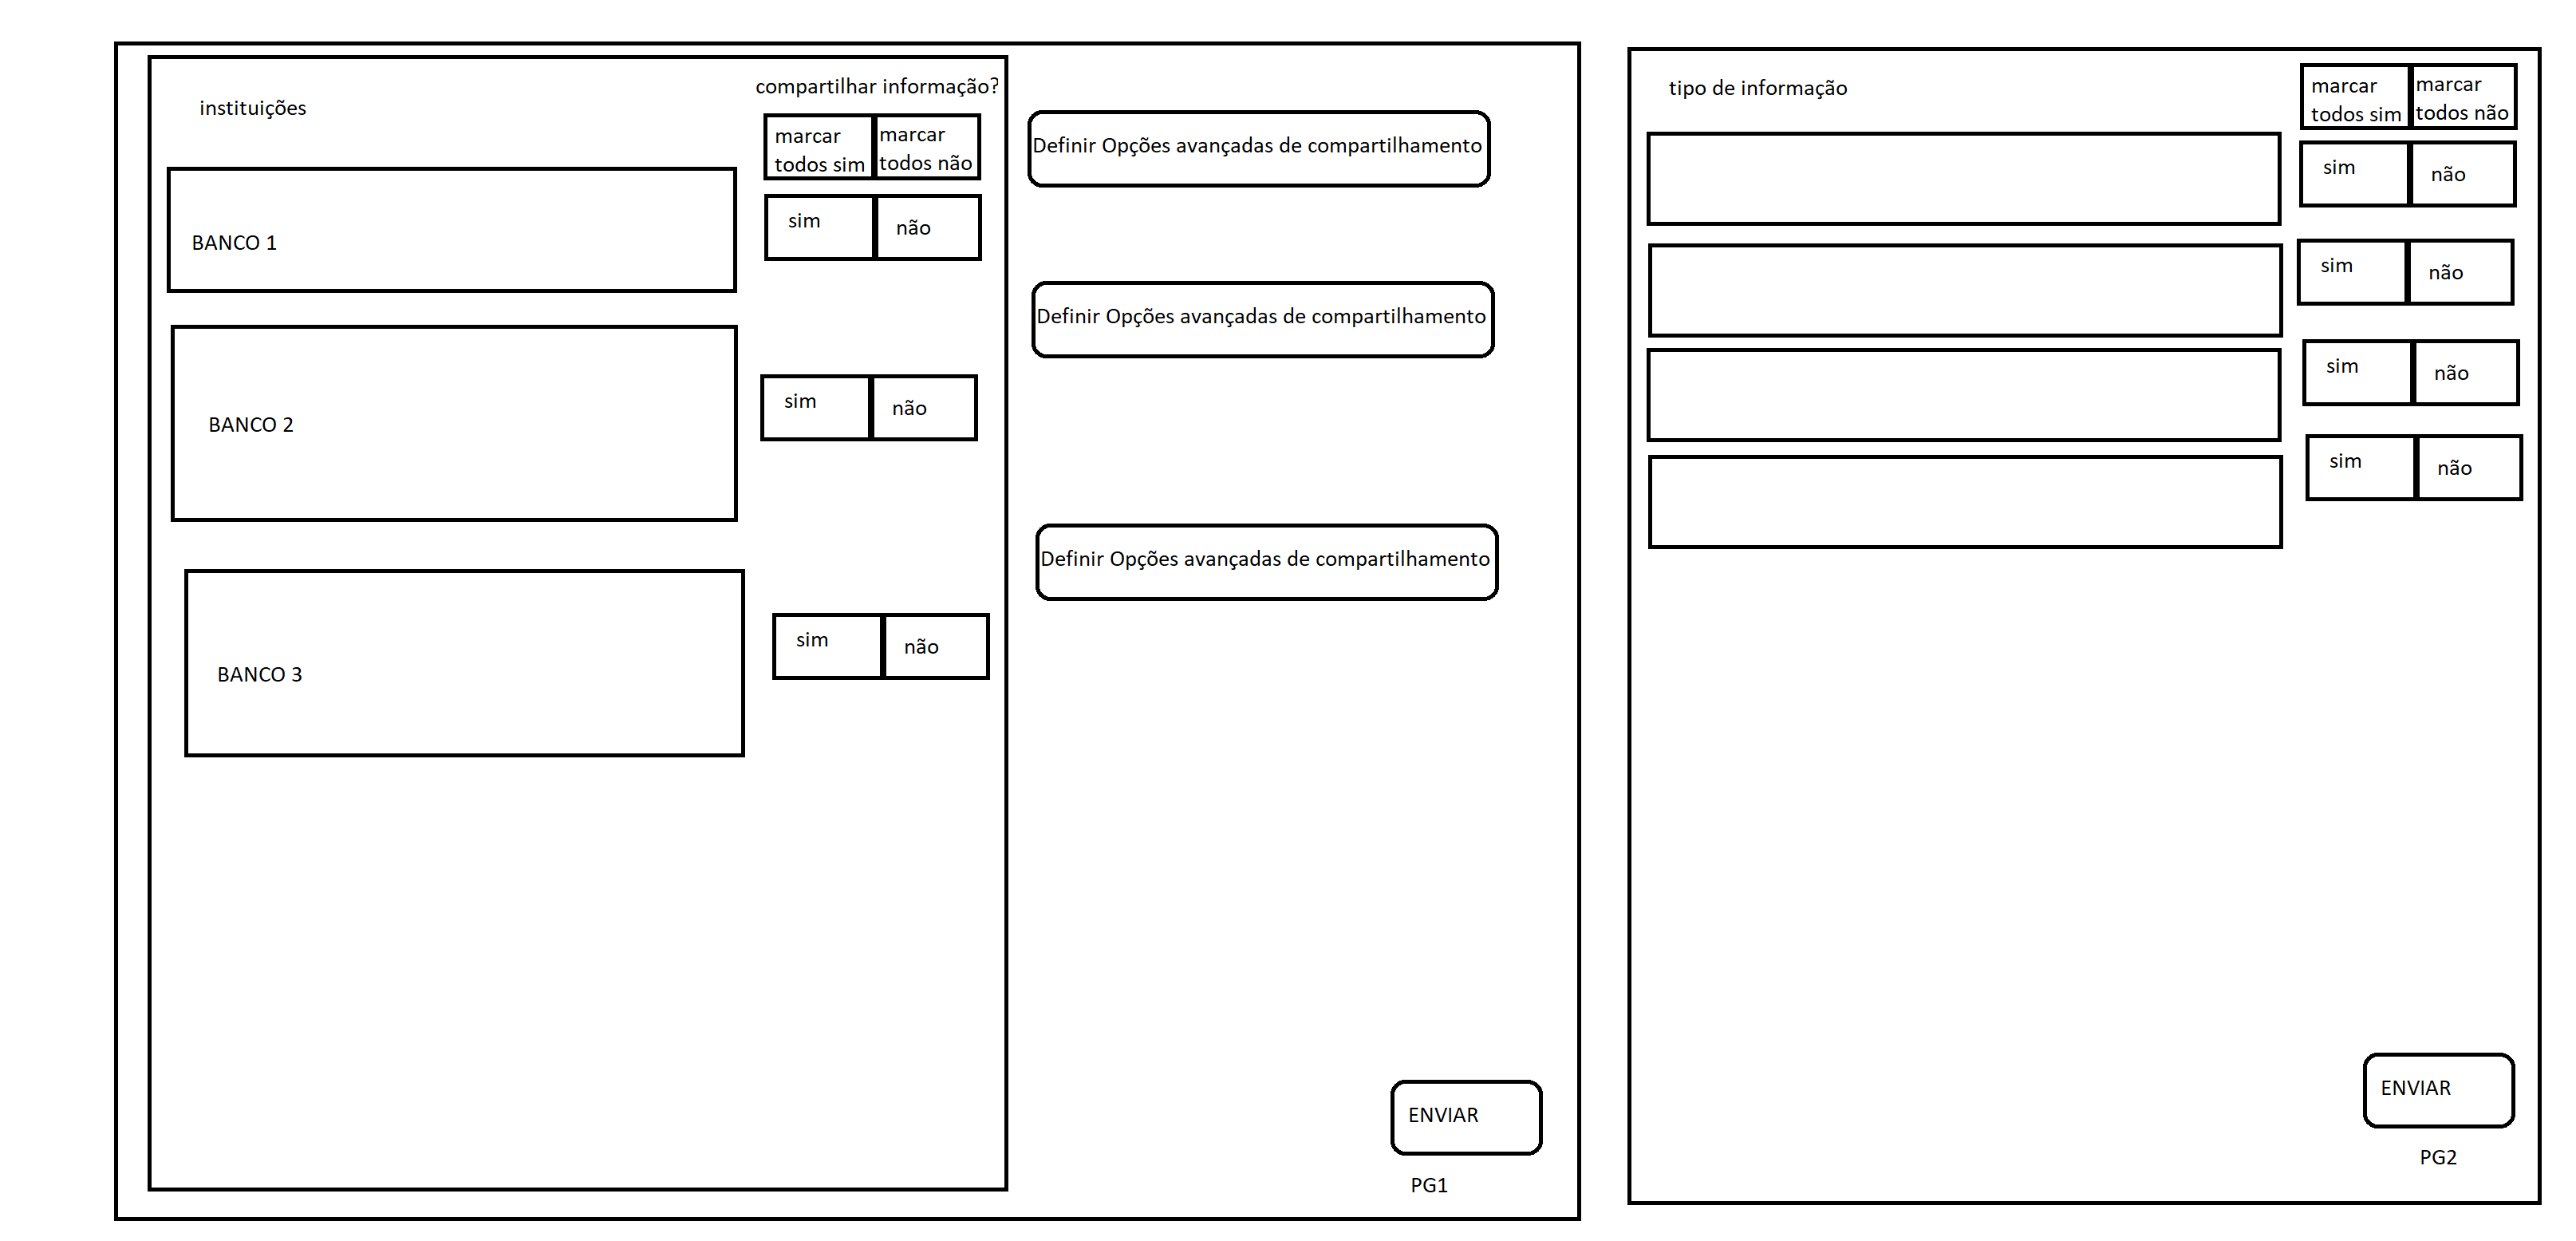 instituições
compartilhar informação?
marcar
todos sim
marcar
todos não
BANCO 1
sim
não
BANCO 2
sim
não
BANCO 3
sim
não
Definir Opções avançadas de compartilhamento
Definir Opções avançadas de compartilhamento
Definir Opções avançadas de compartilhamento
ENVIAR
PG1
tipo de informação
marcar
todos sim
marcar
todos não
sim
não
sim
não
sim
não
sim
não
ENVIAR
PG2